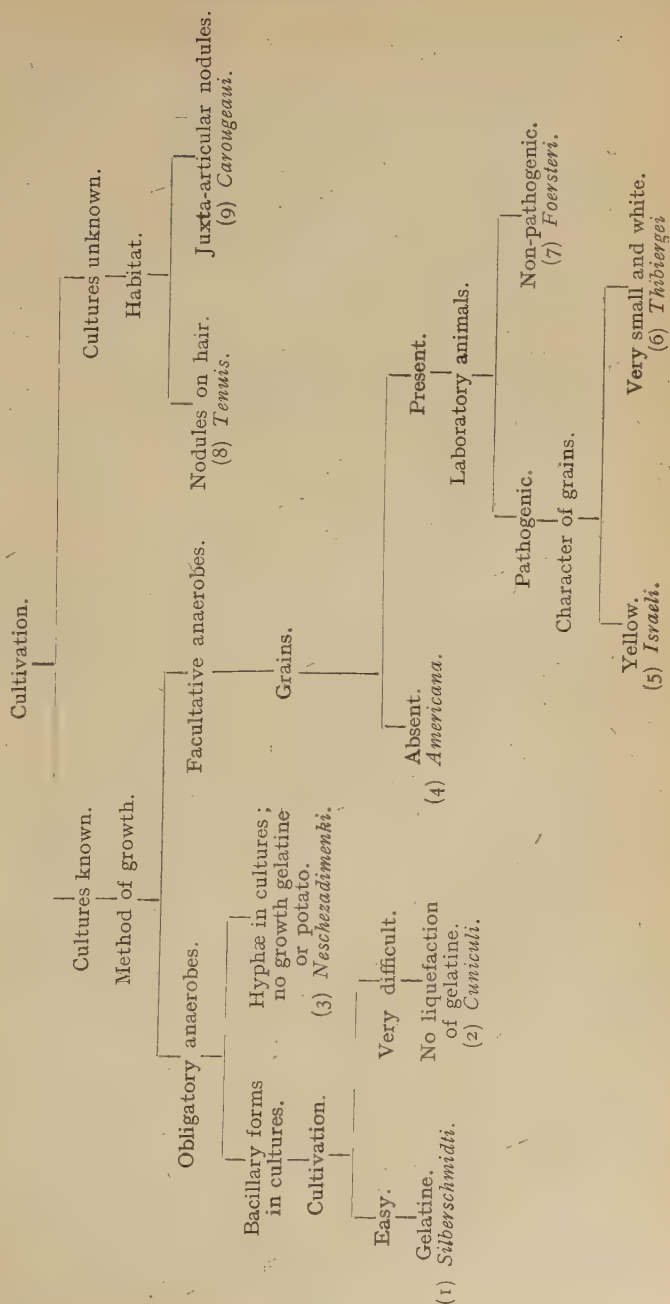 Cultivation.
Cultures known.
Method of growth.
Obligatory anaerobes.
Bacillary forms
in cultures.
Cultivation.
Easy.
Gelatine.
(1) Silberschmidti.
Very difficult.
No liquefaction
of gelatine.
(2) Cuniculi.
Hyphæ in cultures;
no growth gelatine
or potato.
(3) Neschezadimenki.
Facultative anaerobes.
Grains.
Absent.
(4) Americana.
Present.
Laboratory animals.
Pathogenic.
Character of grains.
Yellow.
(5) Israeli.
Very small and white.
(6) Thibiergei
Non-pathogenic.
(7) Foersteri.
Cultures unknown.
Habitat.
Nodules on hair.
(8) Tenuis.
Juxta-articular nodules.
(9) Carougeaui.